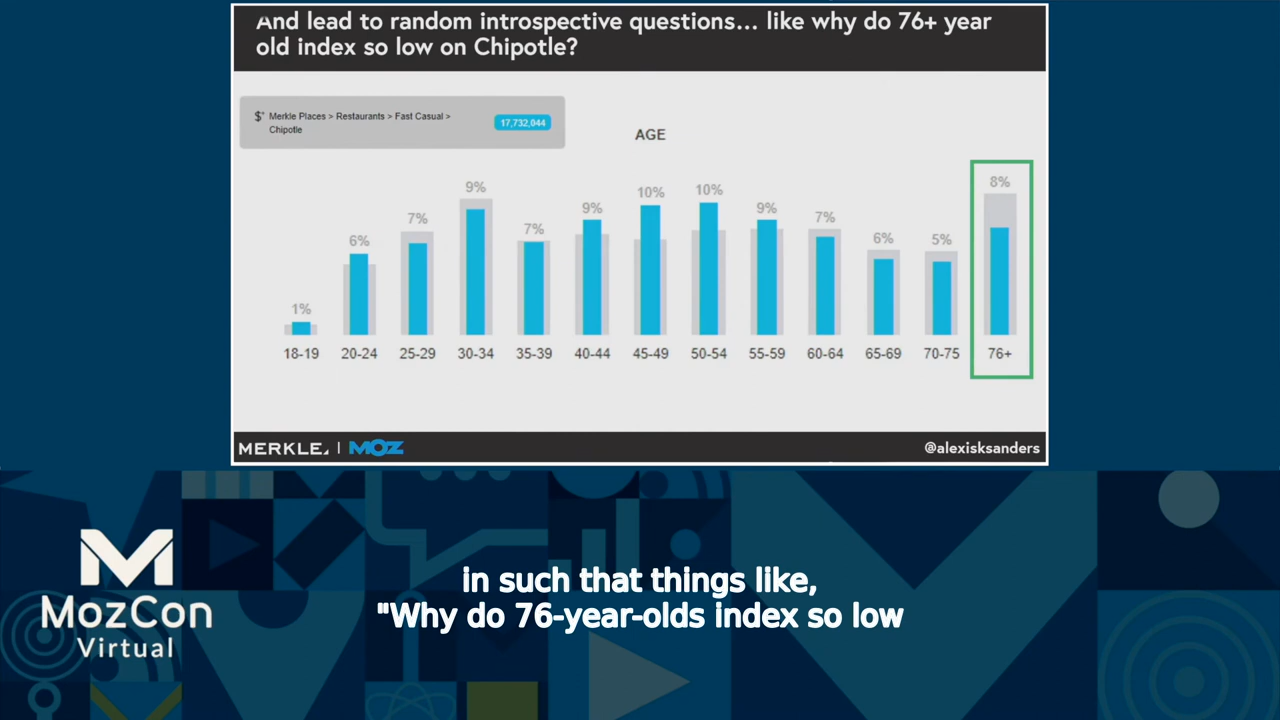 And lead to random introspective questions... like why do 76+ year
old index so low on Chipotle?
$+ Merkle Places > Restaurants > Fast Casual >
Chipotle
17,732,044
AGE
1%
6%
7%
9%
7%
9%
10%
10%
9%
7%
6%
5%
8%
18-19
20-24
25-29
30-34
35-39
40-44
45-49
50-54
55-59
60-64
65-69
70-75
76+
MERKLE | MOZ
@alexisksanders
in such that things like,
"Why do 76-year-olds index so low
M
MozCon
Virtual